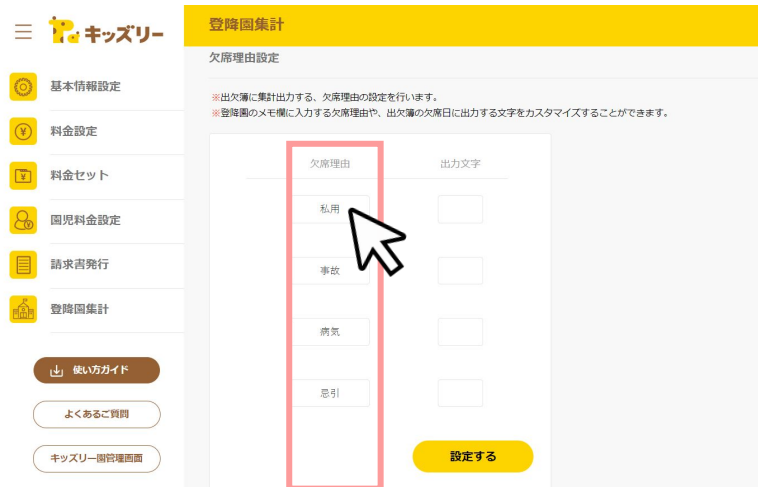 キッズリー
登降園集計
欠席理由設定
基本情報設定
料金設定
料金セット
園児料金設定
請求書発行
登降園集計
使い方ガイド
よくあるご質問
キッズリー園管理画面
※出欠簿に集計出力する、欠席理由の設定を行います。
※登降園のメモ欄に入力する欠席理由や、出欠簿の欠席日に出力する文字をカスタマイズすることができます。
欠席理由 出力文字
私用
事故
病気
忌引
設定する